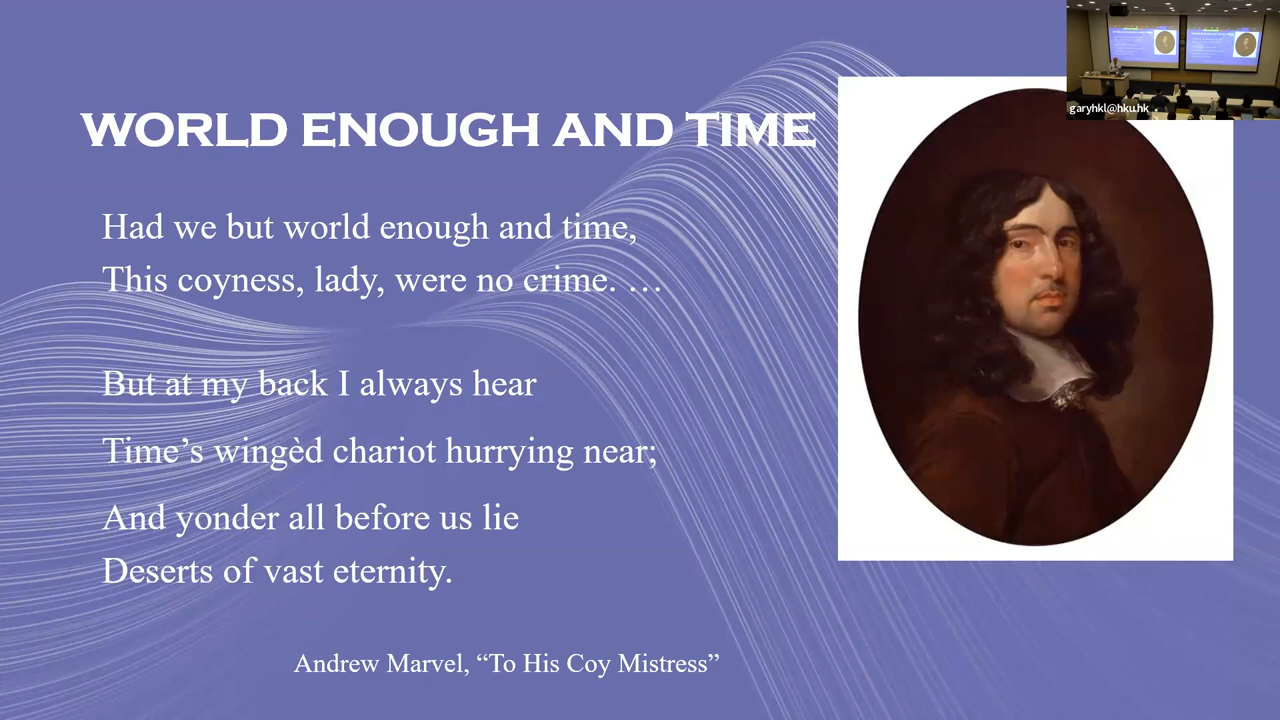 garyhkl@hku.hk
WORLD ENOUGH AND TIME
Had we but world enough and time,
This coyness, lady, were no crime. …
But at my back I always hear
Time’s wingèd chariot hurrying near;
And yonder all before us lie
Deserts of vast eternity.
Andrew Marvel, “To His Coy Mistress”